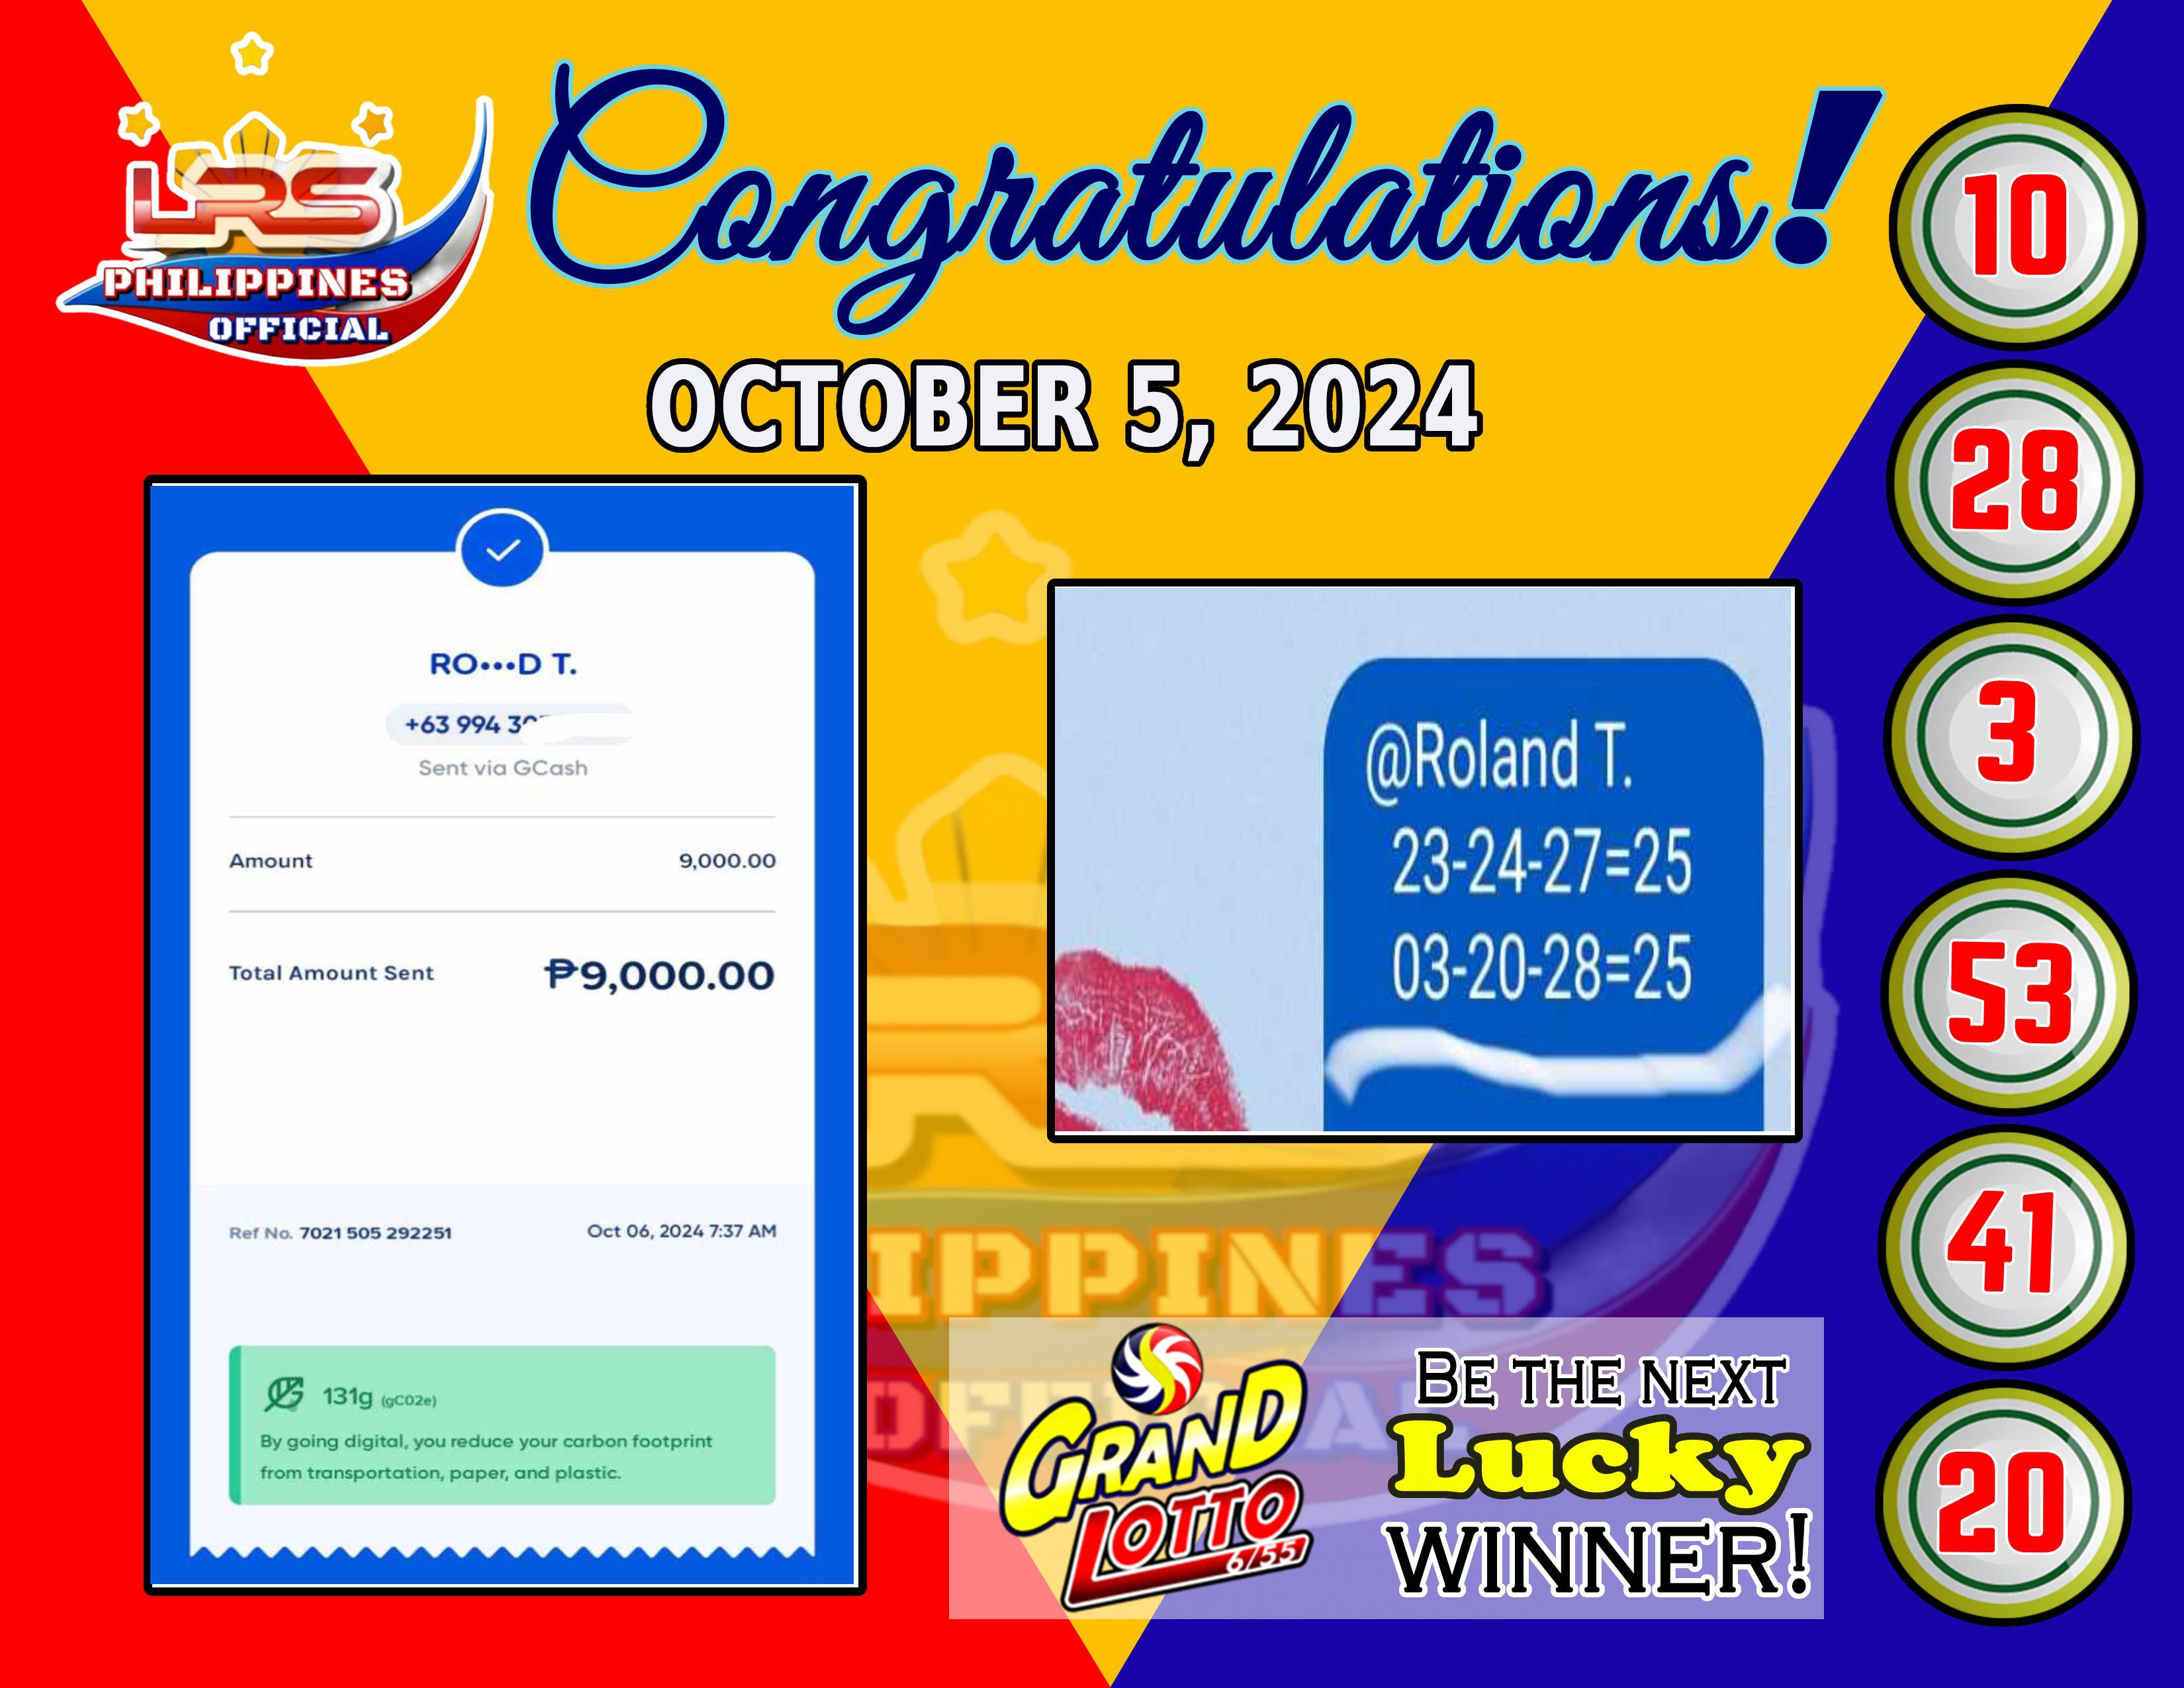 LRS
PHILIPPINES
OFFICIAL
Congratulations!
OCTOBER 5, 2024
RO•••D T.
+63 994 30
Sent via GCash
Amount 9,000.00
Total Amount Sent ₱9,000.00
Ref No. 7021 505 292251 Oct 06, 2024 7:37 AM
131g (gCO2e)
By going digital, you reduce your carbon footprint
from transportation, paper, and plastic.
@Roland T.
23-24-27=25
03-20-28=25
GRAND
LOTTO
6/55
BE THE NEXT
Lucky
WINNER!
10
28
3
53
41
20